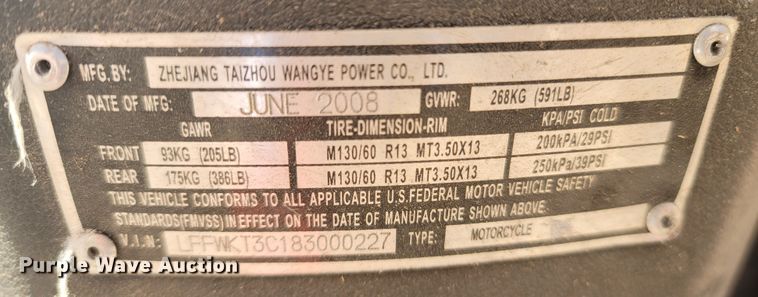 MFG.BY: ZHEJIANG TAIZHOU WANGYE POWER CO., LTD.
DATE OF MFG: JUNE 2008 GVWR: 268KG (591LB)
GAWR TIRE-DIMENSION-RIM KPA/PSI COLD
FRONT 93KG (205LB) M130/60 R13 MT3.50X13 200kPA/29PSI
REAR 175KG (386LB) M130/60 R13 MT3.50X13 250kPa/39PSI
THIS VEHICLE CONFORMS TO ALL APPLICABLE U.S.FEDERAL MOTOR VEHICLE SAFETY
STANDARDS(FMVSS)IN EFFECT ON THE DATE OF MANUFACTURE SHOWN ABOVE.
V.I.N: LFFWKT3C183000227 TYPE: MOTORCYCLE
Purple Wave Auction